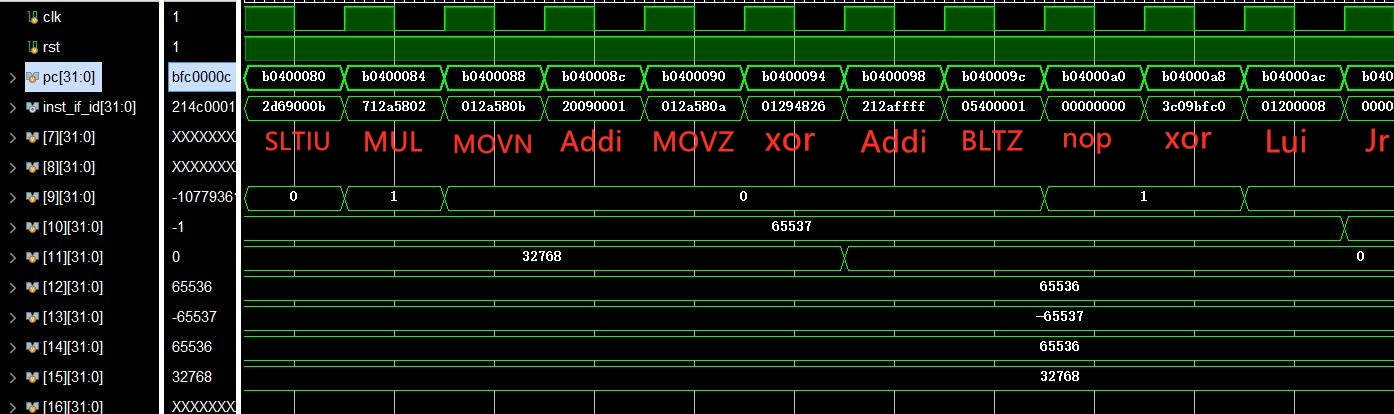 clk 1
rst 1
pc[31:0] bfc0000c b0400080 b0400084 b0400088 b040008c b0400090 b0400094 b0400098 b040009c b04000a0 b04000a8 b04000ac b040
inst_if_id[31:0] 214c0001 2d69000b 712a5802 012a580b 20090001 012a580a 01294826 212affff 05400001 00000000 3c09bfc0 01200008 0000
[7][31:0] XXXXXXX SLTIU MUL MOVN Addi MOVZ xor Addi BLTZ nop xor Lui Jr
[8][31:0] XXXXXXX
[9][31:0] -10779361 0 1 0 1
[10][31:0] -1 65537
[11][31:0] 0 32768 0
[12][31:0] 65536 65536
[13][31:0] -65537 -65537
[14][31:0] 65536 65536
[15][31:0] 32768 32768
[16][31:0] XXXXXXX